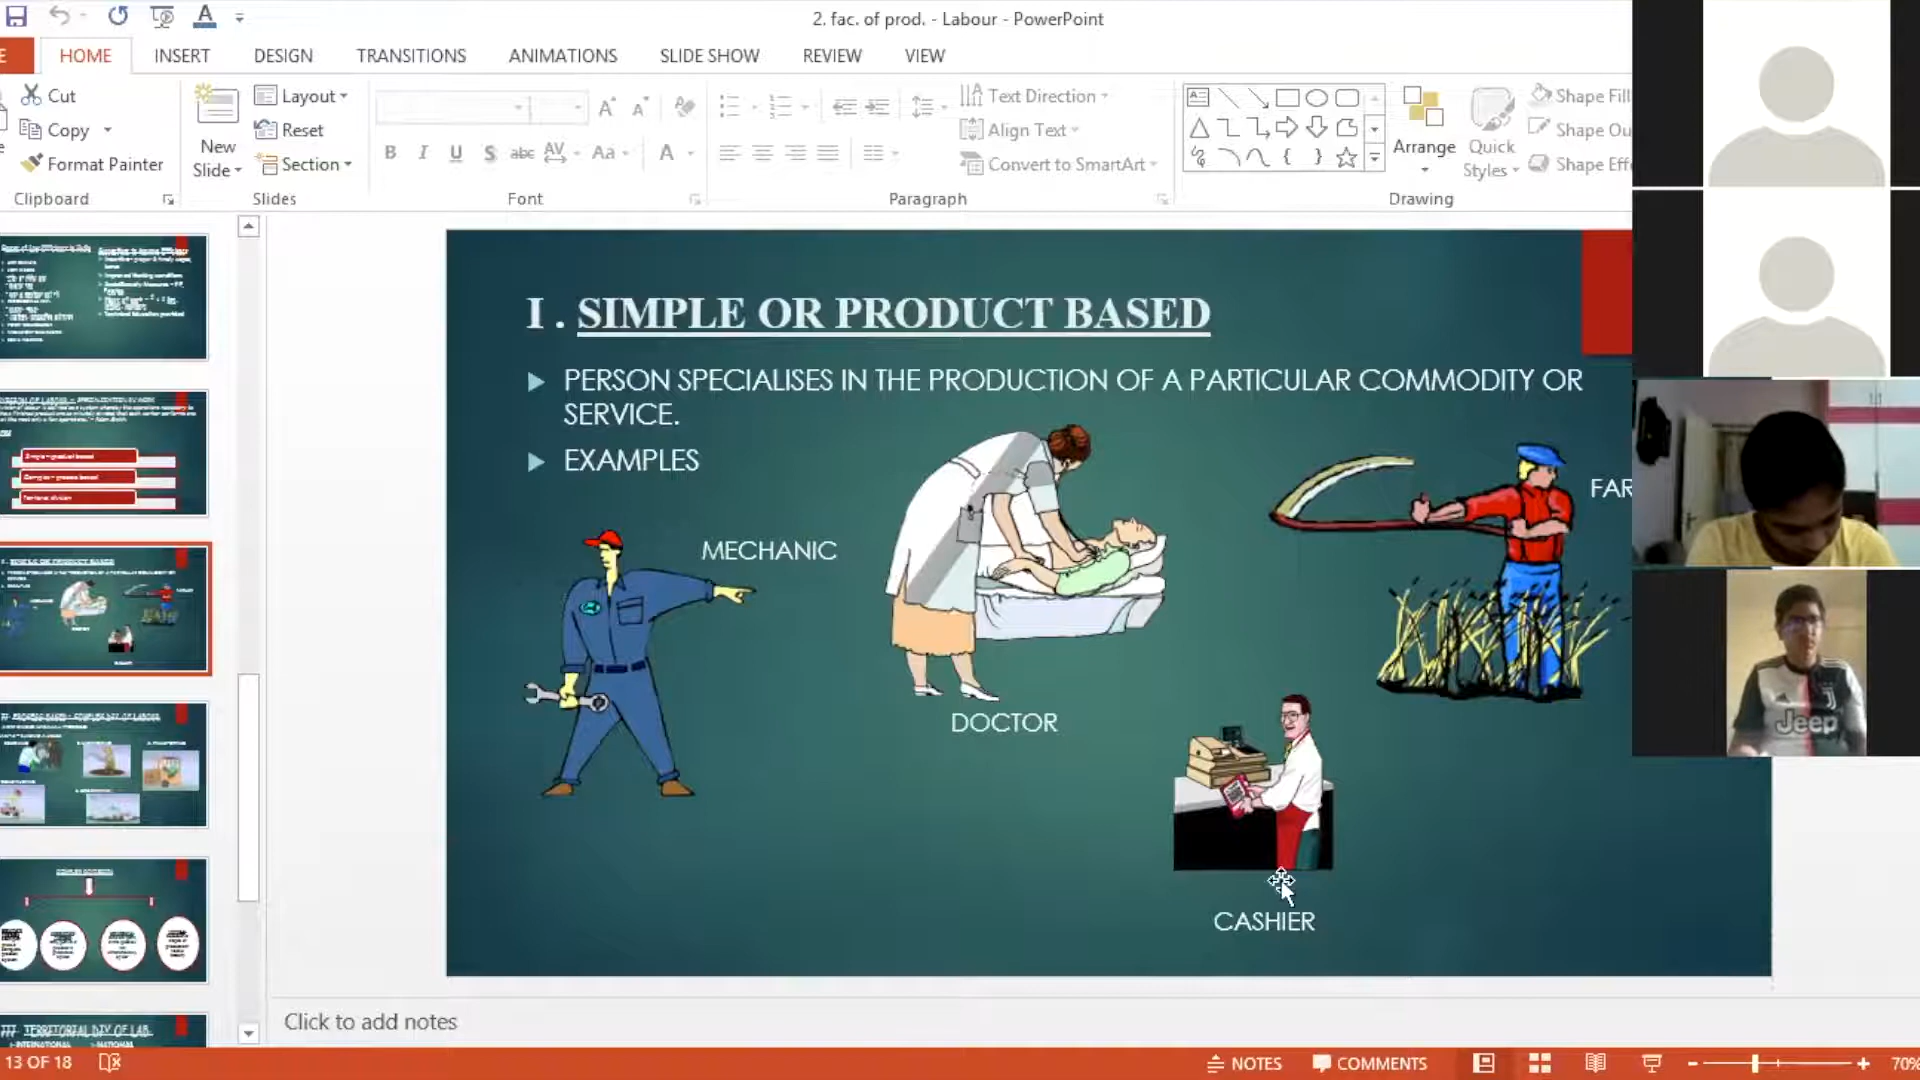 2. fac. of prod. - Labour - PowerPoint
HOME INSERT DESIGN TRANSITIONS ANIMATIONS SLIDE SHOW REVIEW VIEW
Cut
Copy
Format Painter
Clipboard
New
Slide
Layout
Reset
Section
Slides
Font
Text Direction
Align Text
Convert to SmartArt
Paragraph
Arrange
Quick
Styles
Shape Fill
Shape Ou
Shape Eff
Drawing
I . SIMPLE OR PRODUCT BASED
PERSON SPECIALISES IN THE PRODUCTION OF A PARTICULAR COMMODITY OR
SERVICE.
EXAMPLES
FAR
MECHANIC
DOCTOR
CASHIER
Jeep
Click to add notes
13 OF 18
NOTES COMMENTS
70%